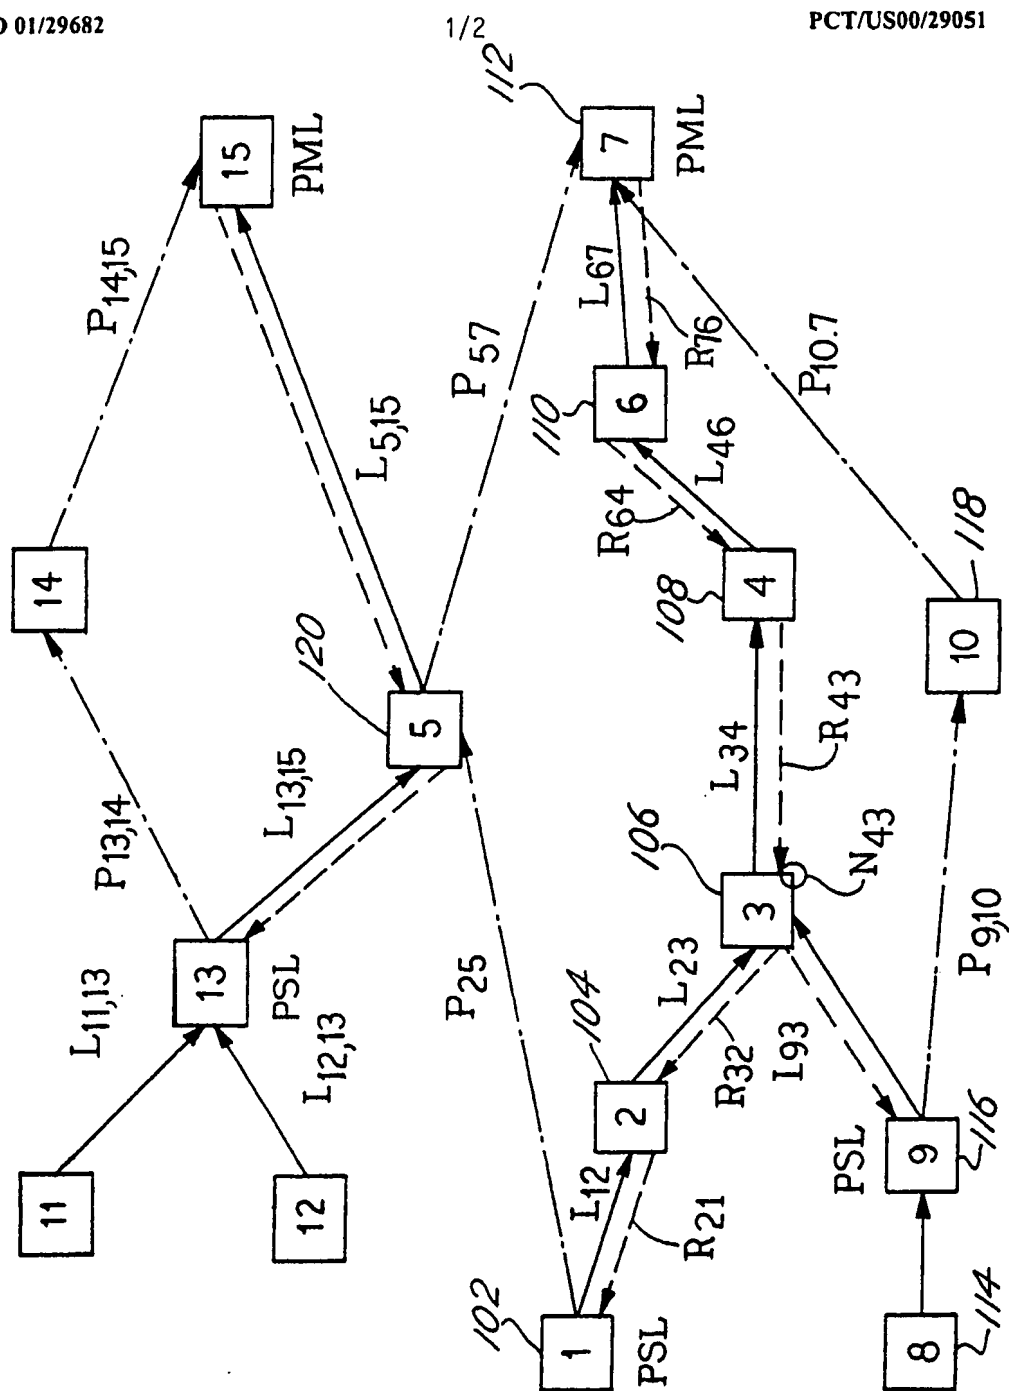 O 01/29682
1/2
PCT/US00/29051
11
12
L11,13
L12,13
13
PSL
P13,14
14
P14,15
15
PML
L13,15
5
120
L5,15
P25
P57
1
102
PSL
L12
R21
2
104
L23
R32
3
106
L34
R43
N43
4
108
L46
R64
6
110
L67
R76
7
112
PML
8
114
9
116
PSL
L93
P9,10
10
118
P10.7